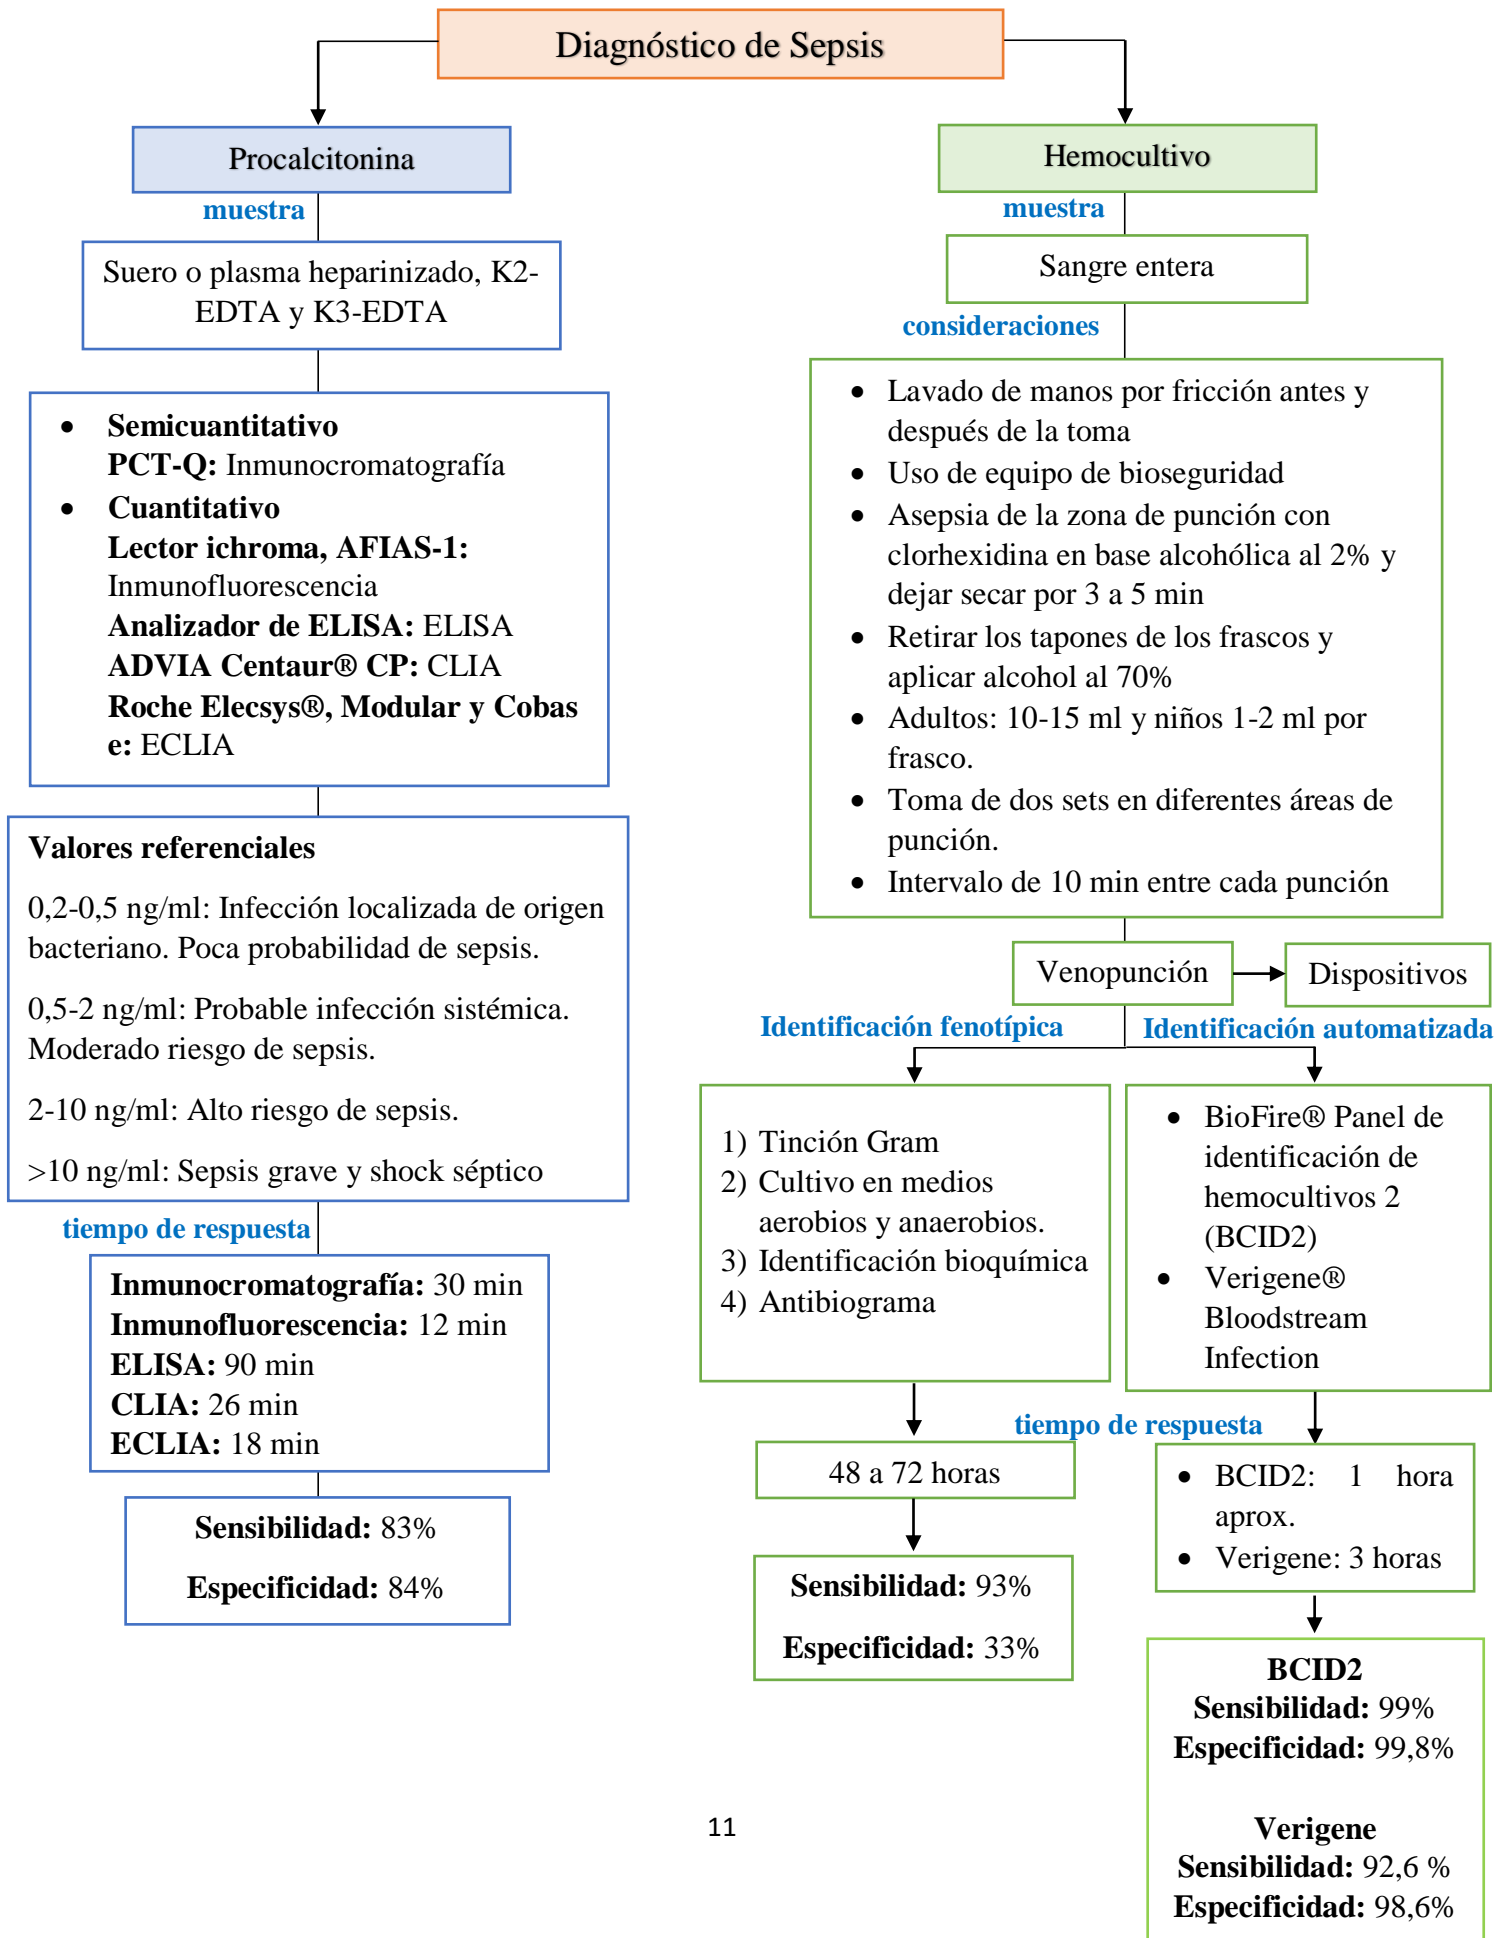 Diagnóstico de Sepsis
Procalcitonina
muestra
Suero o plasma heparinizado, K2-
EDTA y K3-EDTA
• Semicuantitativo
PCT-Q: Inmunocromatografía
• Cuantitativo
Lector ichroma, AFIAS-1:
Inmunofluorescencia
Analizador de ELISA: ELISA
ADVIA Centaur® CP: CLIA
Roche Elecsys®, Modular y Cobas
e: ECLIA
Valores referenciales
0,2-0,5 ng/ml: Infección localizada de origen
bacteriano. Poca probabilidad de sepsis.
0,5-2 ng/ml: Probable infección sistémica.
Moderado riesgo de sepsis.
2-10 ng/ml: Alto riesgo de sepsis.
>10 ng/ml: Sepsis grave y shock séptico
tiempo de respuesta
Inmunocromatografía: 30 min
Inmunofluorescencia: 12 min
ELISA: 90 min
CLIA: 26 min
ECLIA: 18 min
Sensibilidad: 83%
Especificidad: 84%
Hemocultivo
muestra
Sangre entera
consideraciones
• Lavado de manos por fricción antes y
después de la toma
• Uso de equipo de bioseguridad
• Asepsia de la zona de punción con
clorhexidina en base alcohólica al 2% y
dejar secar por 3 a 5 min
• Retirar los tapones de los frascos y
aplicar alcohol al 70%
• Adultos: 10-15 ml y niños 1-2 ml por
frasco.
• Toma de dos sets en diferentes áreas de
punción.
• Intervalo de 10 min entre cada punción
Venopunción
Dispositivos
Identificación fenotípica
Identificación automatizada
1) Tinción Gram
2) Cultivo en medios
aerobios y anaerobios.
3) Identificación bioquímica
4) Antibiograma
• BioFire® Panel de
identificación de
hemocultivos 2
(BCID2)
• Verigene®
Bloodstream
Infection
tiempo de respuesta
48 a 72 horas
• BCID2: 1 hora
aprox.
• Verigene: 3 horas
Sensibilidad: 93%
Especificidad: 33%
BCID2
Sensibilidad: 99%
Especificidad: 99,8%
Verigene
Sensibilidad: 92,6 %
Especificidad: 98,6%
11